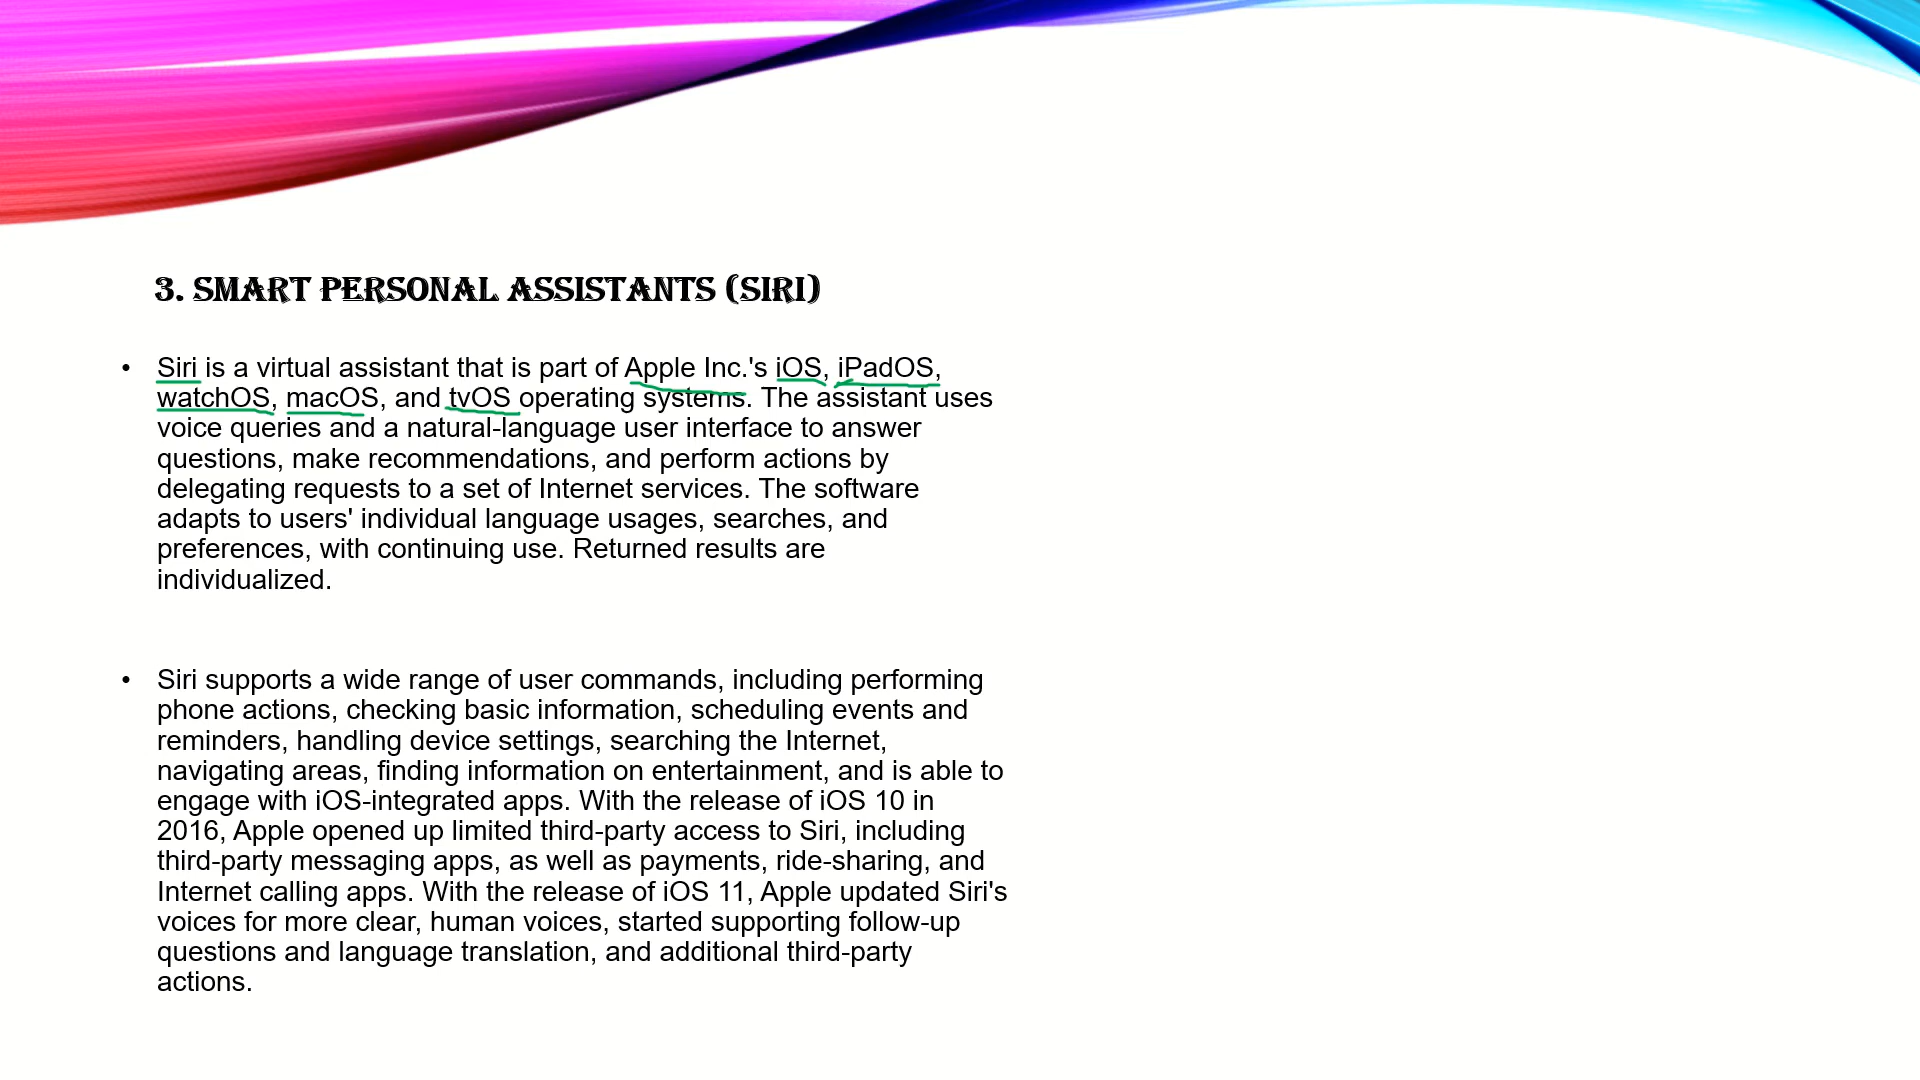 3. SMART PERSONAL ASSISTANTS (SIRI)
• Siri is a virtual assistant that is part of Apple Inc.'s iOS, iPadOS,
watchOS, macOS, and tvOS operating systems. The assistant uses
voice queries and a natural-language user interface to answer
questions, make recommendations, and perform actions by
delegating requests to a set of Internet services. The software
adapts to users' individual language usages, searches, and
preferences, with continuing use. Returned results are
individualized.
• Siri supports a wide range of user commands, including performing
phone actions, checking basic information, scheduling events and
reminders, handling device settings, searching the Internet,
navigating areas, finding information on entertainment, and is able to
engage with iOS-integrated apps. With the release of iOS 10 in
2016, Apple opened up limited third-party access to Siri, including
third-party messaging apps, as well as payments, ride-sharing, and
Internet calling apps. With the release of iOS 11, Apple updated Siri's
voices for more clear, human voices, started supporting follow-up
questions and language translation, and additional third-party
actions.